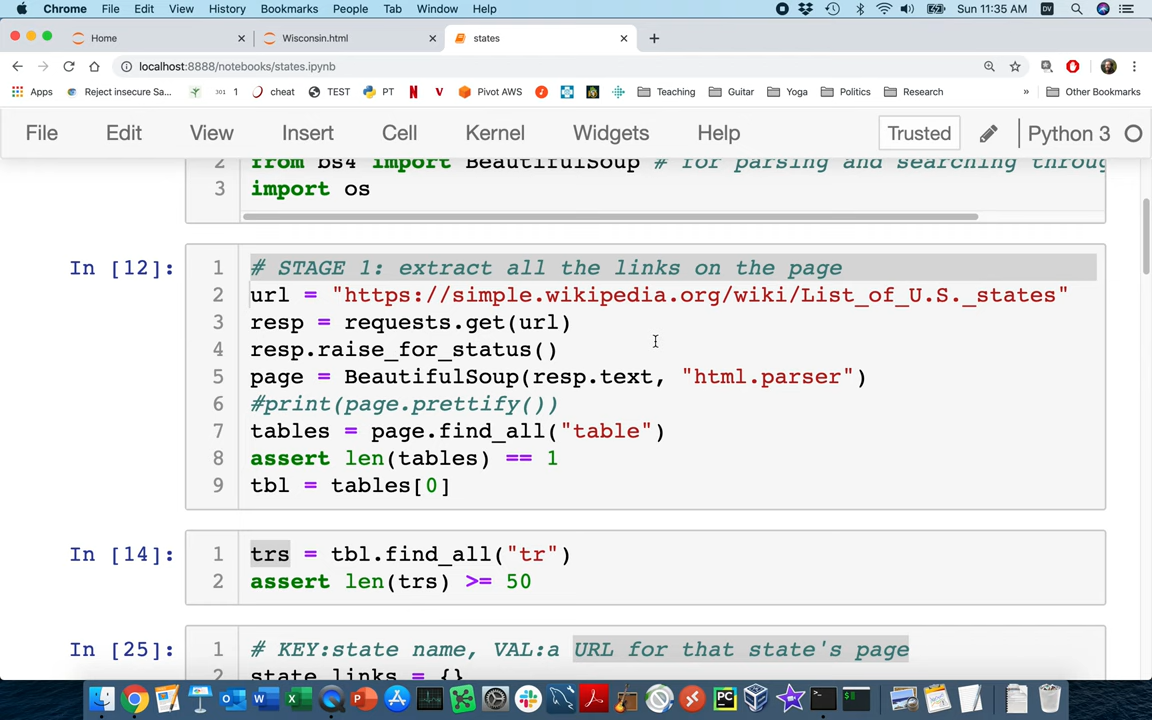 Chrome File Edit View History Bookmarks People Tab Window Help Sun 11:35 AM DV
Home Wisconsin.html states
localhost:8888/notebooks/states.ipynb
Apps Reject insecure Sa... 301 1 cheat TEST PT N V Pivot AWS Teaching Guitar Yoga Politics Research » Other Bookmarks
File Edit View Insert Cell Kernel Widgets Help Trusted Python 3
2 from bs4 import BeautifulSoup # for parsing and searching throug
3 import os
In [12]: 1 # STAGE 1: extract all the links on the page
2 url = "https://simple.wikipedia.org/wiki/List_of_U.S._states"
3 resp = requests.get(url)
4 resp.raise_for_status()
5 page = BeautifulSoup(resp.text, "html.parser")
6 #print(page.prettify())
7 tables = page.find_all("table")
8 assert len(tables) == 1
9 tbl = tables[0]
In [14]: 1 trs = tbl.find_all("tr")
2 assert len(trs) >= 50
In [25]: 1 # KEY:state name, VAL:a URL for that state's page
2 state_links = {}